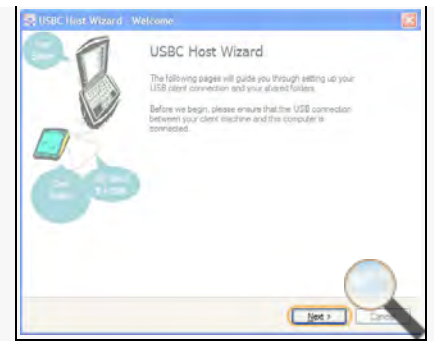 USBC Host Wizard - Welcome
USBC Host Wizard
The following pages will guide you through setting up your
USB client connection and your shared folders.
Before we begin, please ensure that the USB connection
between your client machine and this computer is
connected.
Next >